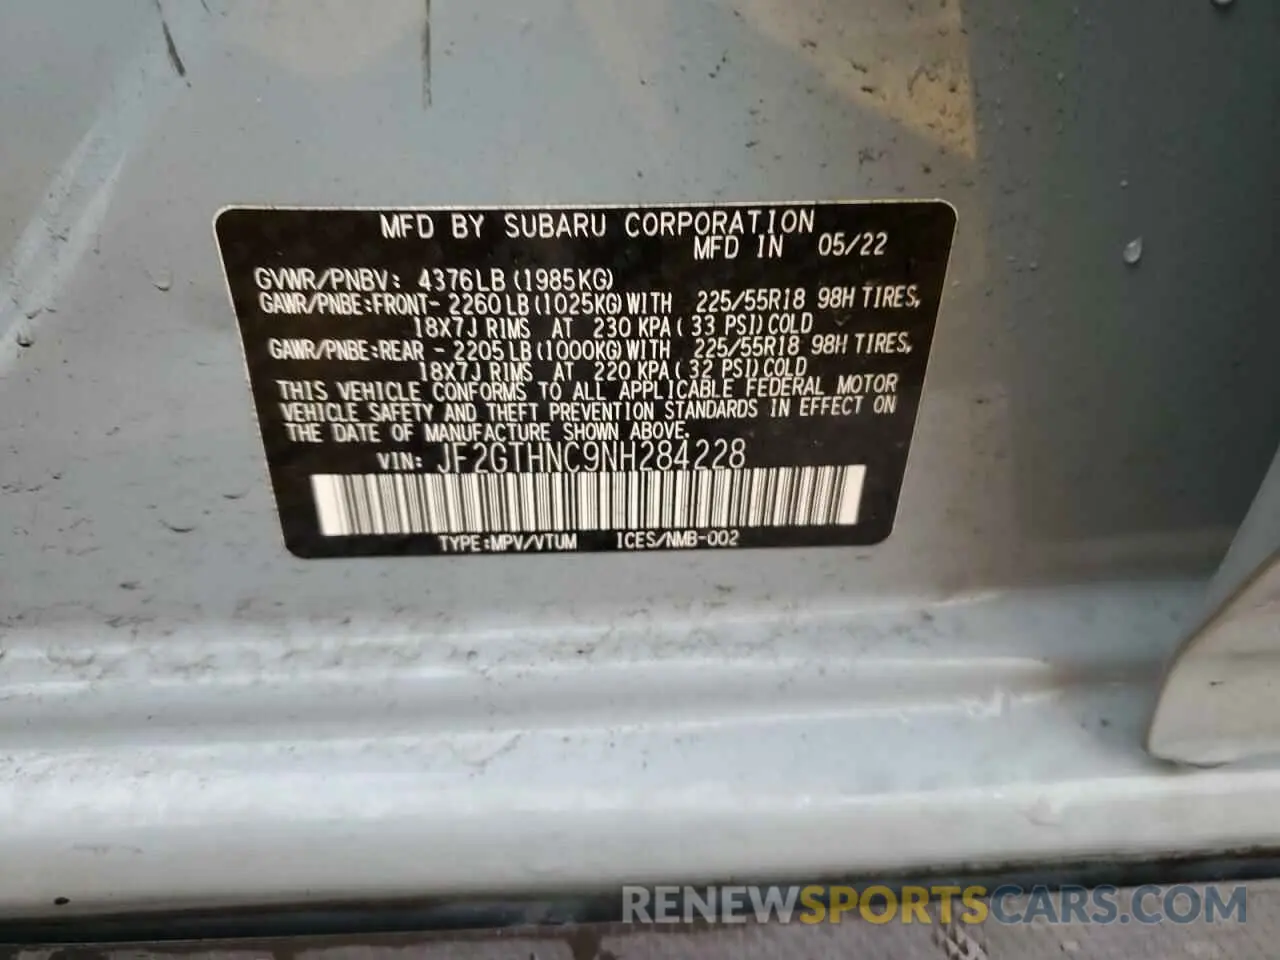 MFD BY SUBARU CORPORATION
MFD IN 05/22
GVWR/PNBV: 4376LB (1985KG)
GAWR/PNBE:FRONT- 2260LB (1025KG) WITH 225/55R18 98H TIRES,
18X7J RIMS AT 230 KPA ( 33 PSI) COLD
GAWR/PNBE:REAR - 2205LB (1000KG) WITH 225/55R18 98H TIRES,
18X7J RIMS AT 220 KPA ( 32 PSI) COLD
THIS VEHICLE CONFORMS TO ALL APPLICABLE FEDERAL MOTOR
VEHICLE SAFETY AND THEFT PREVENTION STANDARDS IN EFFECT ON
THE DATE OF MANUFACTURE SHOWN ABOVE.
VIN: JF2GTHNC9NH284228
TYPE:MPV/VTUM ICES/NMB-002
RENEWSPORTSCARS.COM